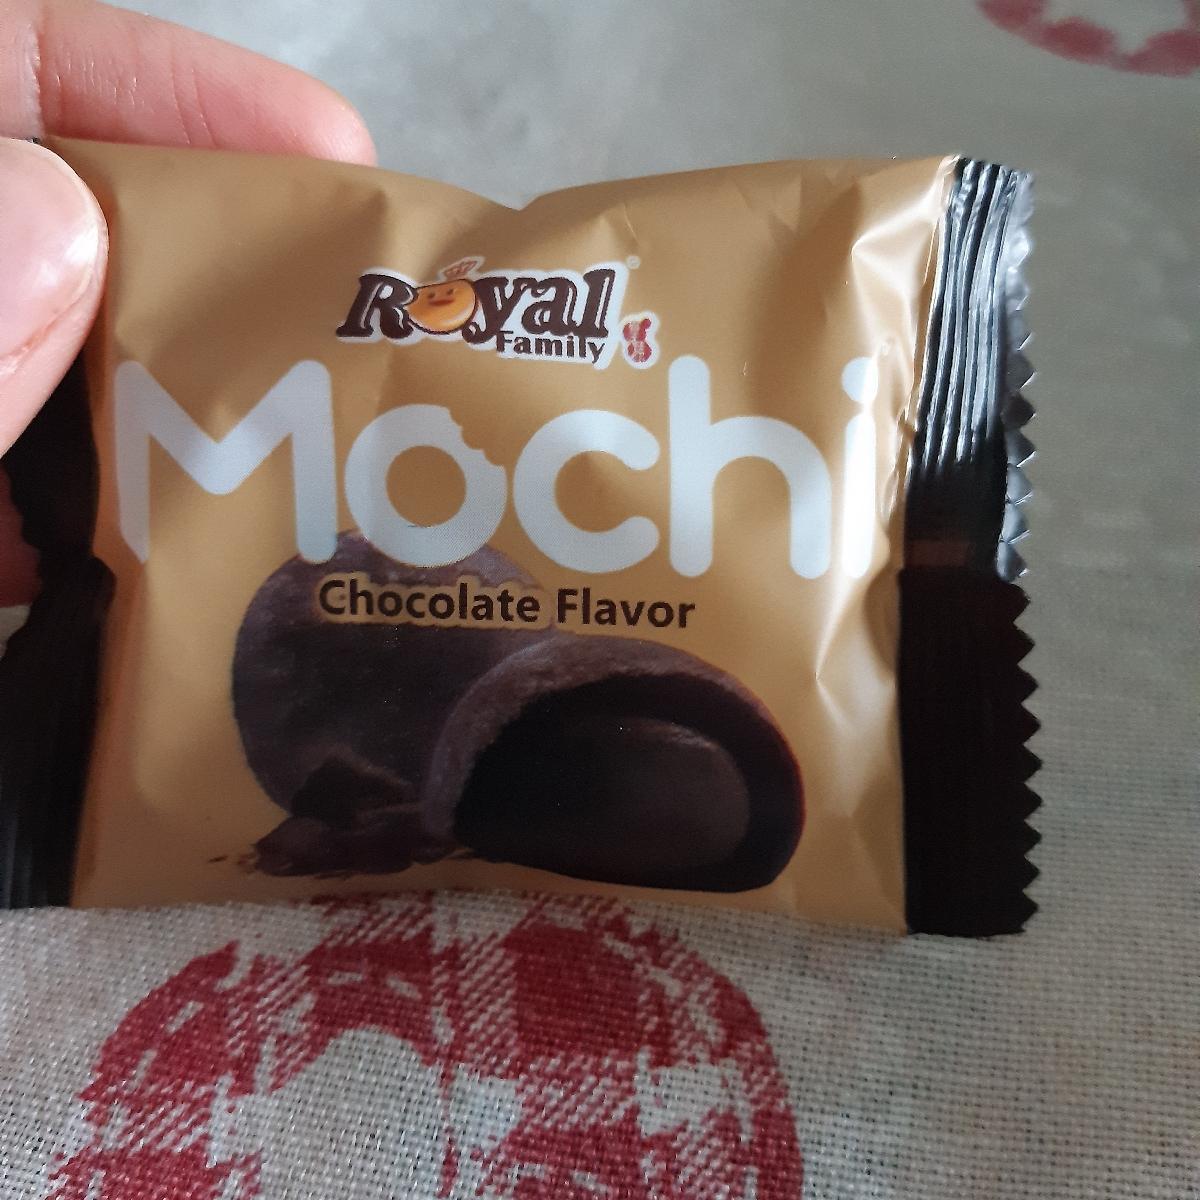 Royal
Family
Mochi
Chocolate Flavor